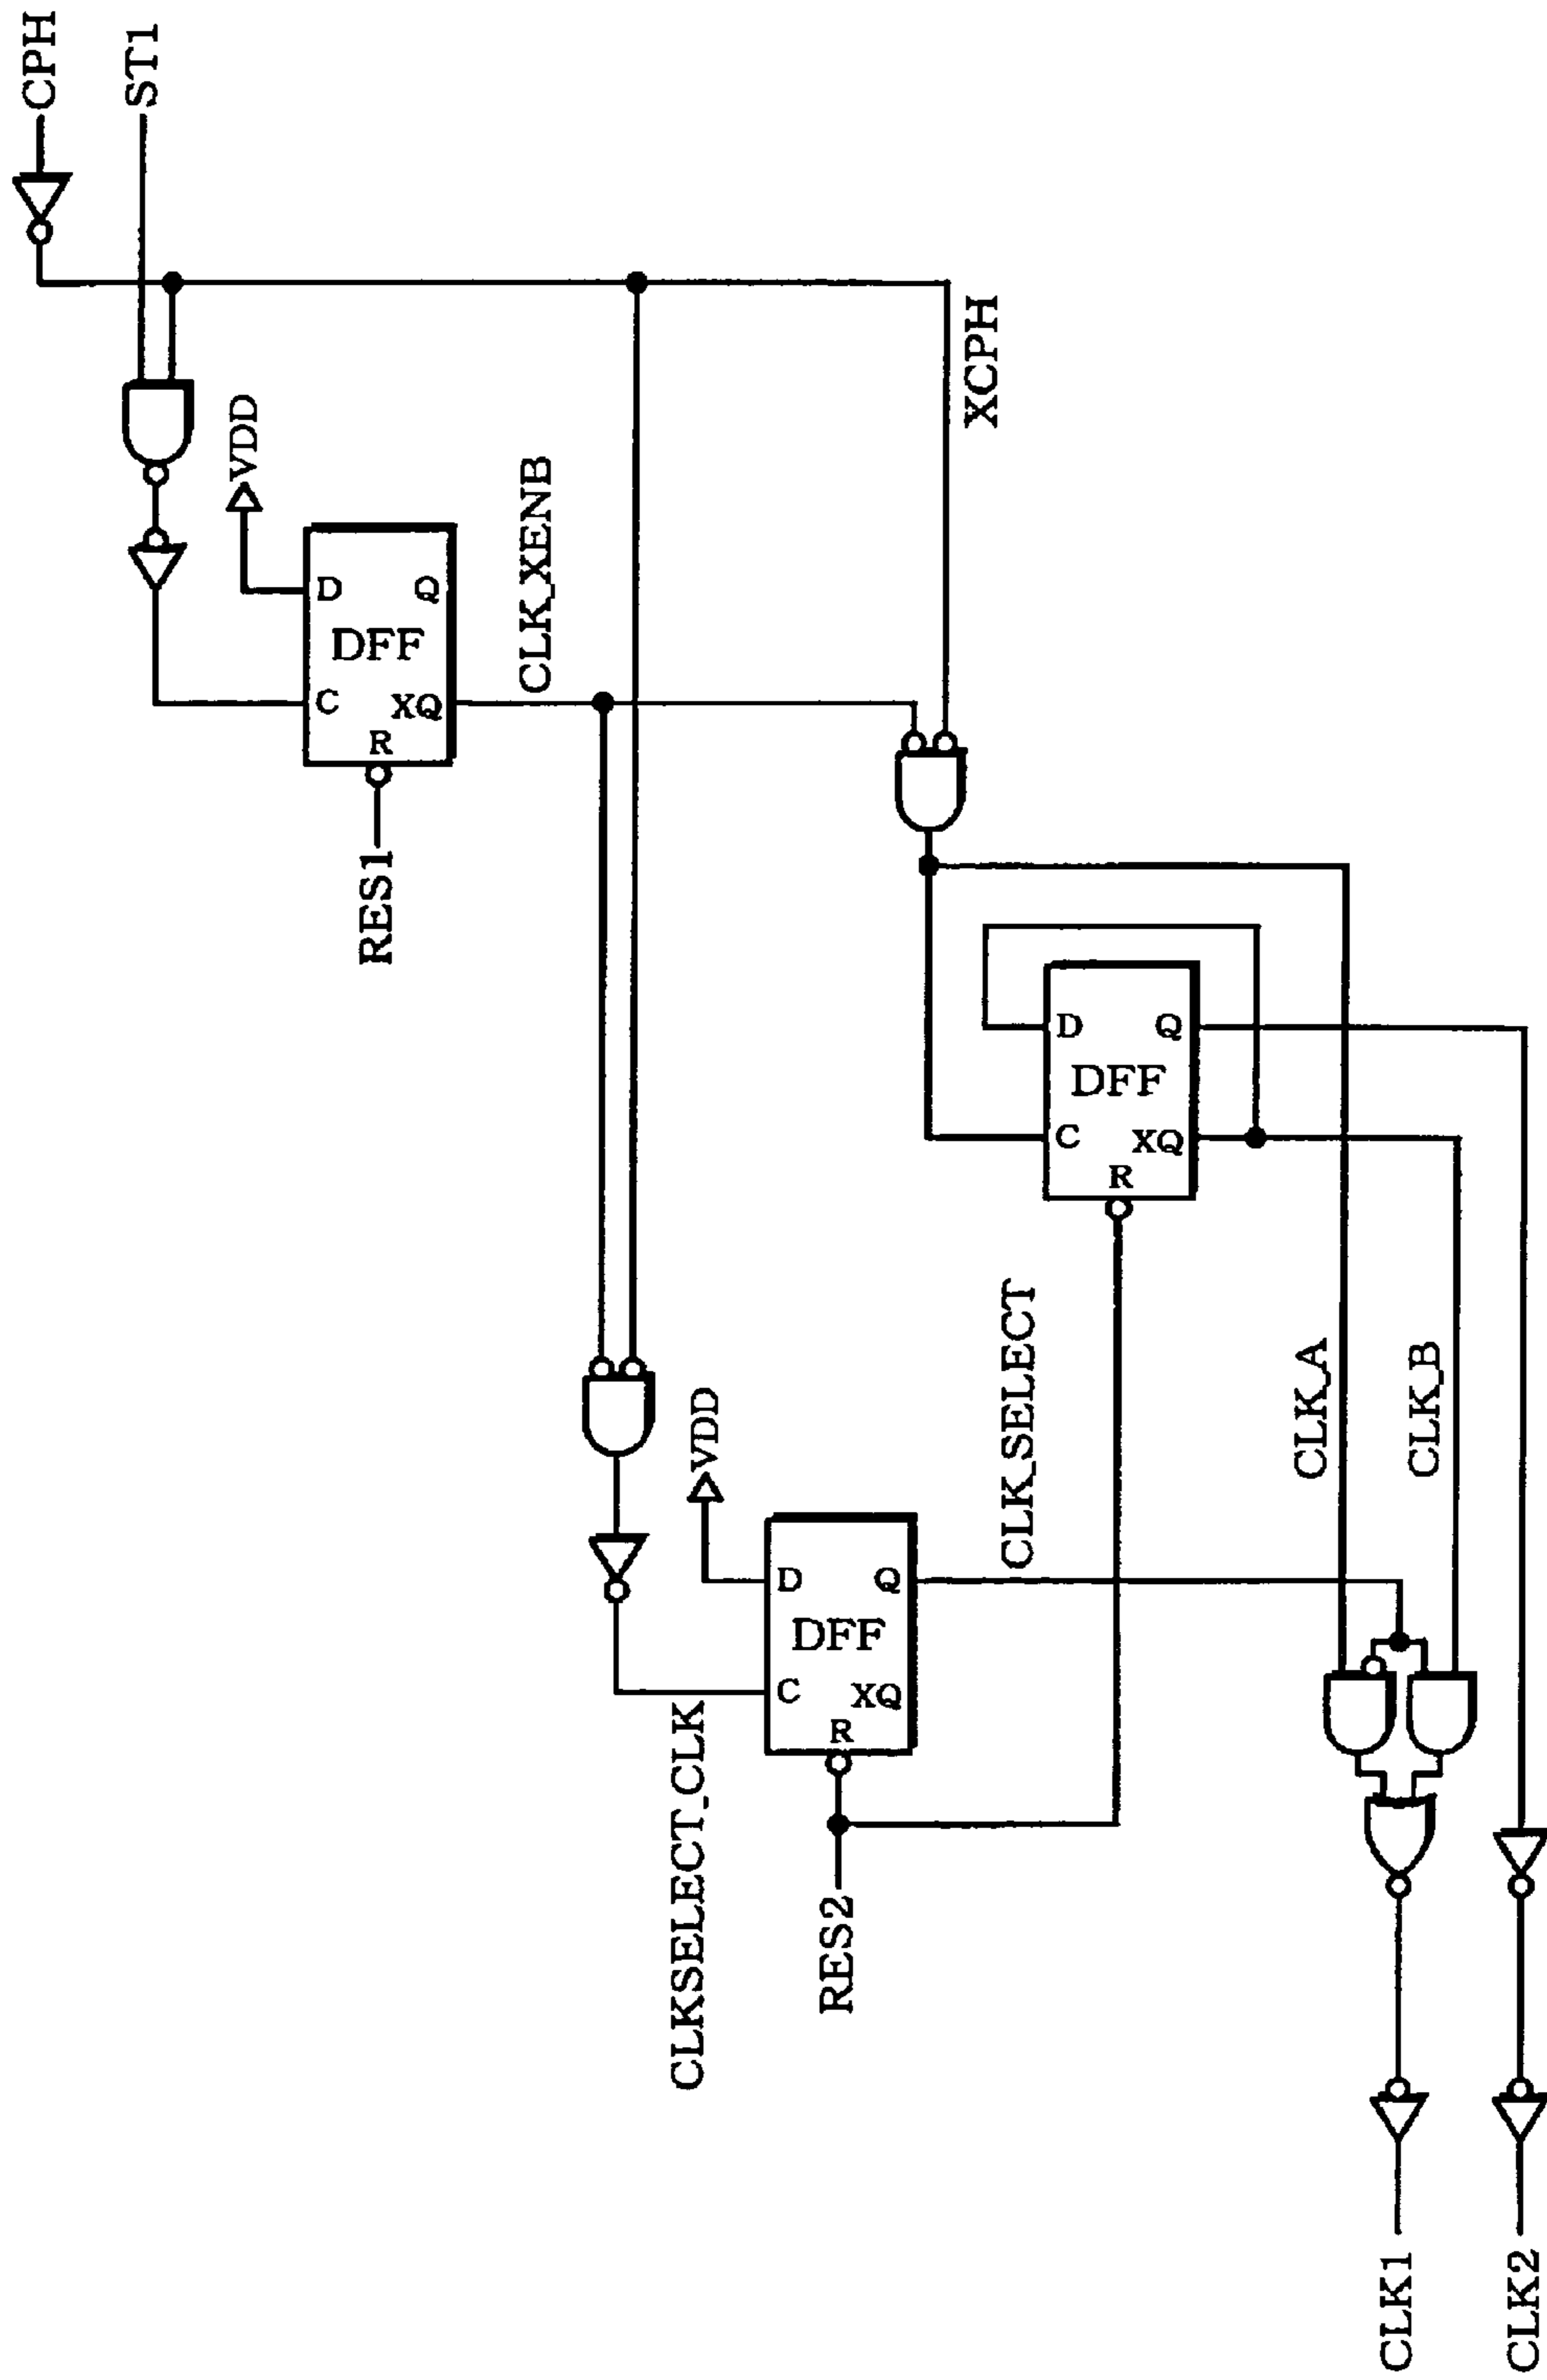 CPH
ST1
VDD
D
Q
DFF
C
XQ
R
RES1
CLK_XENB
XCPH
D
Q
DFF
C
XQ
R
VDD
D
Q
DFF
C
XQ
R
CLKSELECT_CLK
RES2
CLK_SELECT
CLK_A
CLK_B
CLK1
CLK2